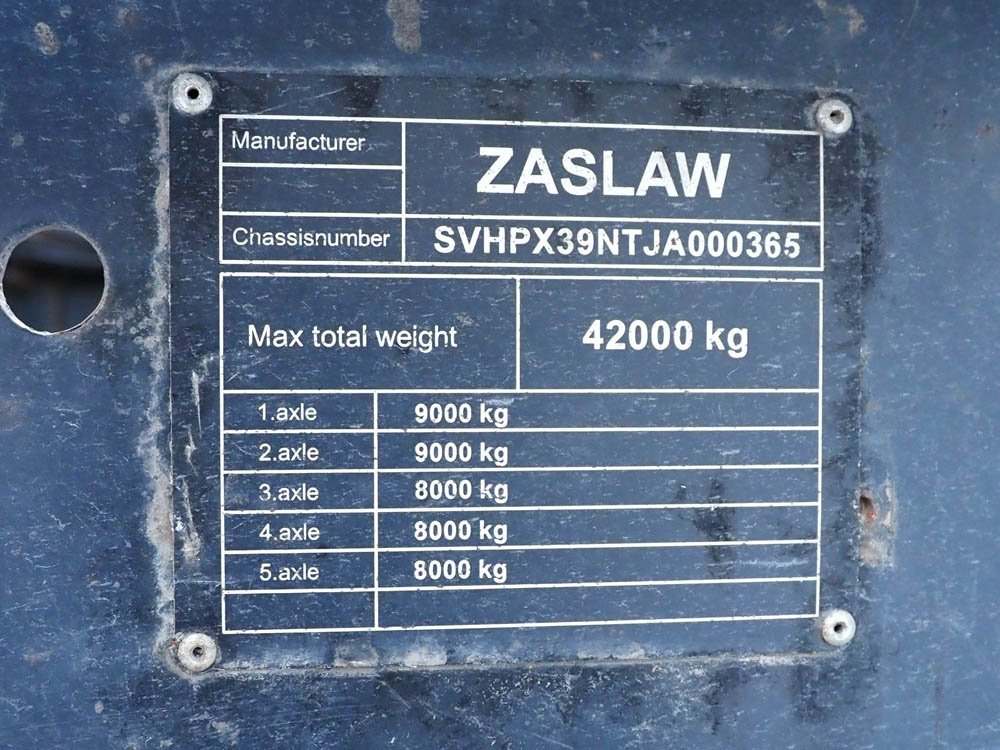 Manufacturer
ZASLAW
Chassisnumber SVHPX39NTJA000365
Max total weight 42000 kg
1.axle 9000 kg
2.axle 9000 kg
3.axle 8000 kg
4.axle 8000 kg
5.axle 8000 kg